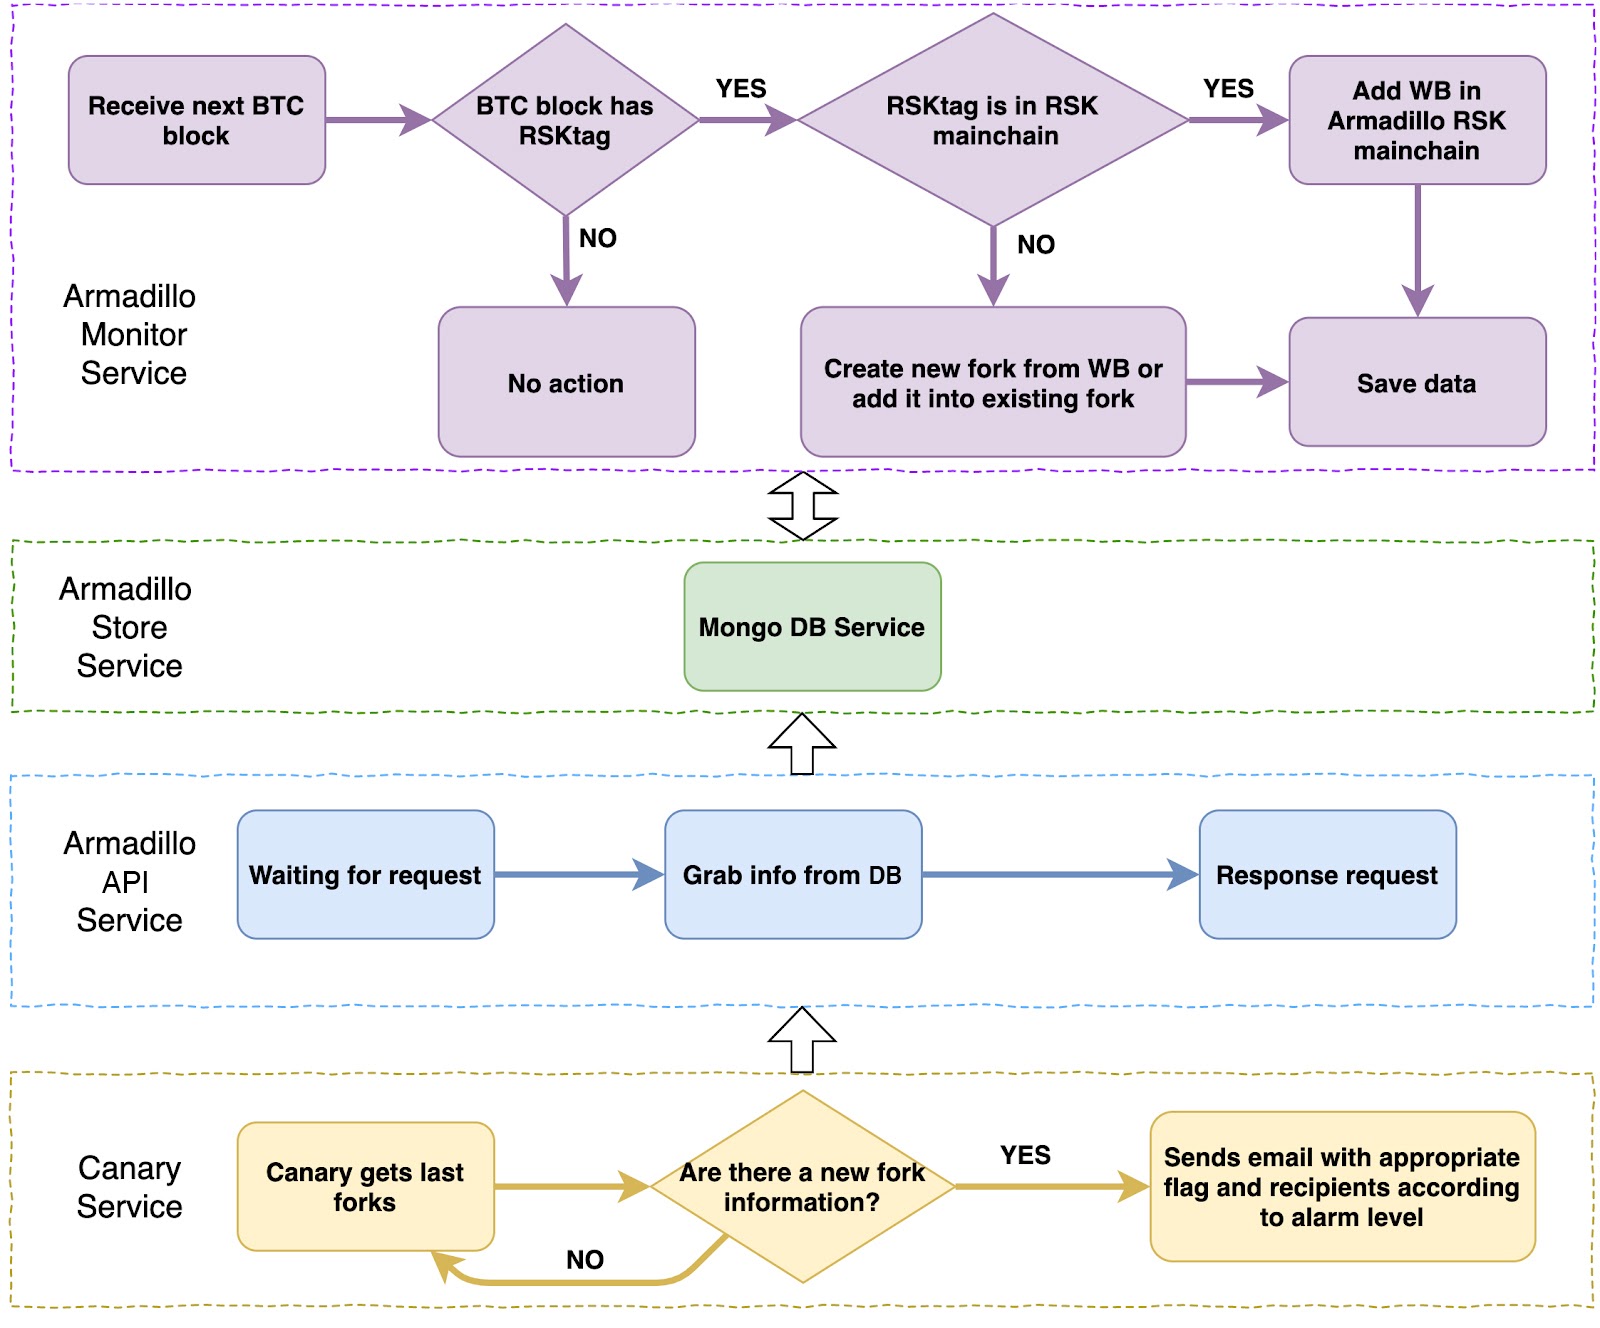 Receive next BTC
block
BTC block has
RSKtag
YES
RSKtag is in RSK
mainchain
YES
Add WB in
Armadillo RSK
mainchain
NO
NO
Armadillo
Monitor
Service
No action
Create new fork from WB or
add it into existing fork
Save data
Armadillo
Store
Service
Mongo DB Service
Armadillo
API
Service
Waiting for request
Grab info from DB
Response request
Canary
Service
Canary gets last
forks
Are there a new fork
information?
YES
NO
Sends email with appropriate
flag and recipients according
to alarm level